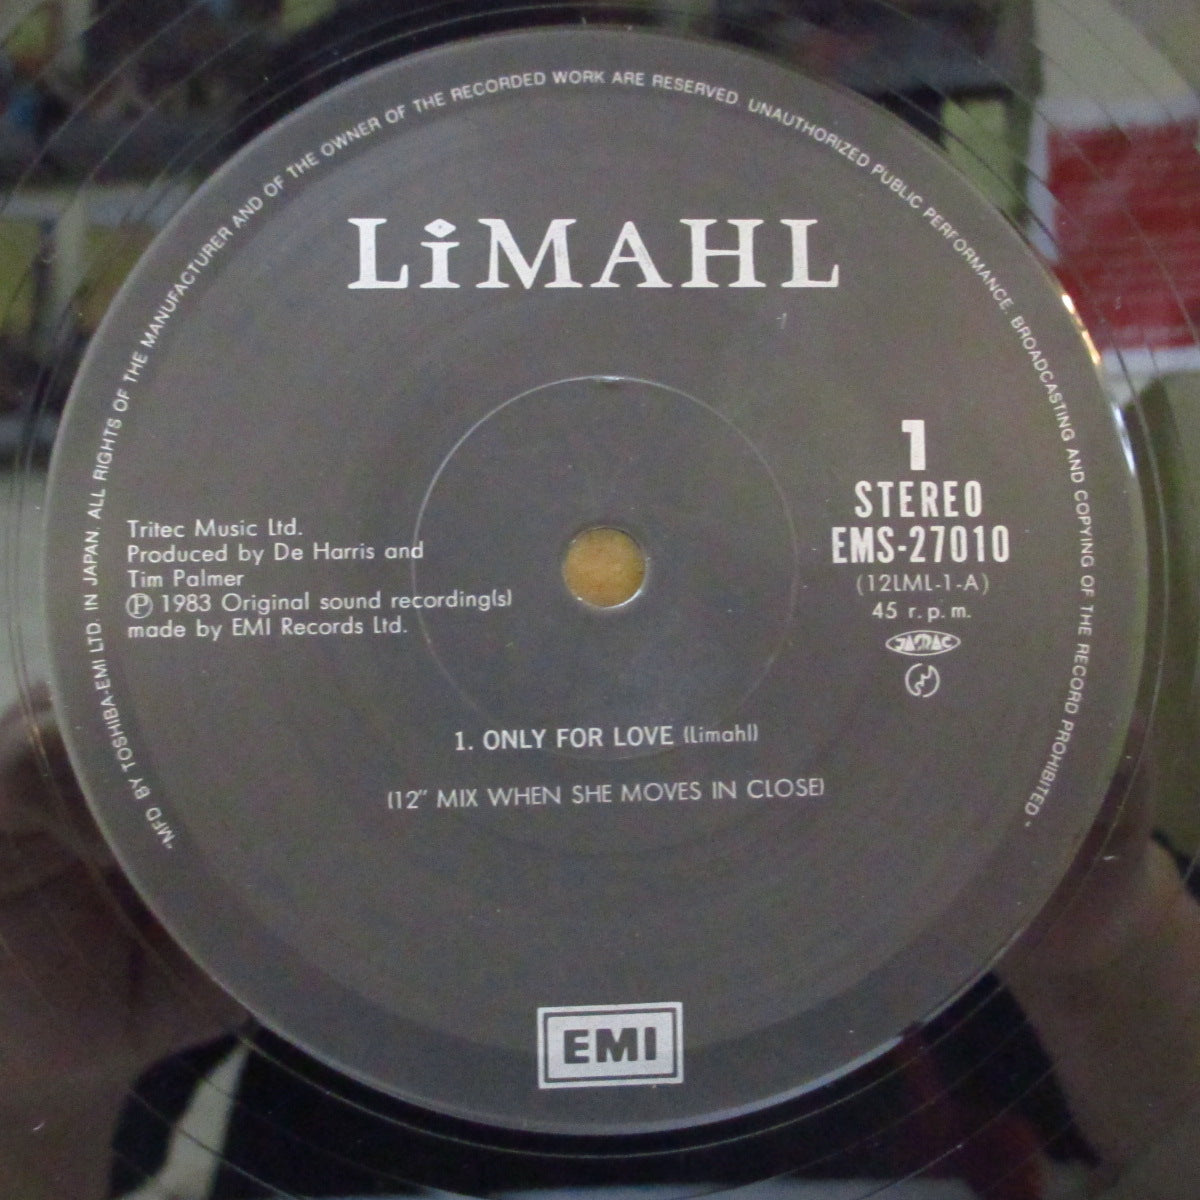 "MFD BY TOSHIBA-EMI LTD. IN JAPAN. ALL RIGHTS OF THE MANUFACTURER AND OF THE OWNER OF THE RECORDED WORK ARE RESERVED. UNAUTHORIZED PUBLIC PERFORMANCE. BROADCASTING AND COPYING OF THE RECORD PROHIBITED."
LiMAHL
1
STEREO
EMS-27010
(12LML-1-A)
45 r.p.m.
JASRAC
Tritec Music Ltd.
Produced by De Harris and
Tim Palmer
Ⓟ 1983 Original sound recording(s)
made by EMI Records Ltd.
1. ONLY FOR LOVE (Limahl)
(12" MIX WHEN SHE MOVES IN CLOSE)
EMI